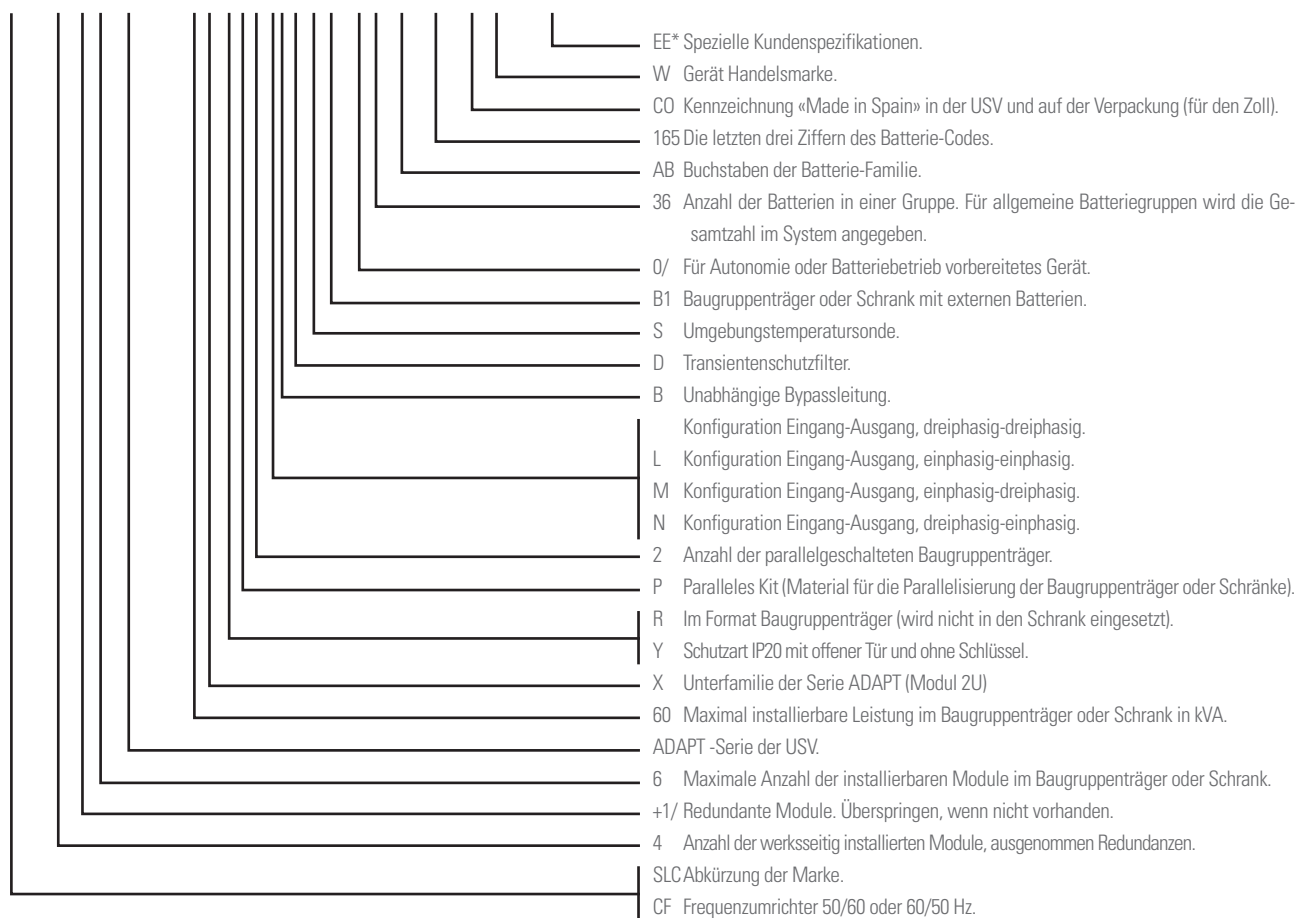 EE* Spezielle Kundenspezifikationen.
W Gerät Handelsmarke.
CO Kennzeichnung «Made in Spain» in der USV und auf der Verpackung (für den Zoll).
165 Die letzten drei Ziffern des Batterie-Codes.
AB Buchstaben der Batterie-Familie.
36 Anzahl der Batterien in einer Gruppe. Für allgemeine Batteriegruppen wird die Ge-
samtzahl im System angegeben.
0/ Für Autonomie oder Batteriebetrieb vorbereitetes Gerät.
B1 Baugruppenträger oder Schrank mit externen Batterien.
S Umgebungstemperatursonde.
D Transientenschutzfilter.
B Unabhängige Bypassleitung.
Konfiguration Eingang-Ausgang, dreiphasig-dreiphasig.
L Konfiguration Eingang-Ausgang, einphasig-einphasig.
M Konfiguration Eingang-Ausgang, einphasig-dreiphasig.
N Konfiguration Eingang-Ausgang, dreiphasig-einphasig.
2 Anzahl der parallelgeschalteten Baugruppenträger.
P Paralleles Kit (Material für die Parallelisierung der Baugruppenträger oder Schränke).
R Im Format Baugruppenträger (wird nicht in den Schrank eingesetzt).
Y Schutzart IP20 mit offener Tür und ohne Schlüssel.
X Unterfamilie der Serie ADAPT (Modul 2U)
60 Maximal installierbare Leistung im Baugruppenträger oder Schrank in kVA.
ADAPT -Serie der USV.
6 Maximale Anzahl der installierbaren Module im Baugruppenträger oder Schrank.
+1/ Redundante Module. Überspringen, wenn nicht vorhanden.
4 Anzahl der werksseitig installierten Module, ausgenommen Redundanzen.
SLC Abkürzung der Marke.
CF Frequenzumrichter 50/60 oder 60/50 Hz.